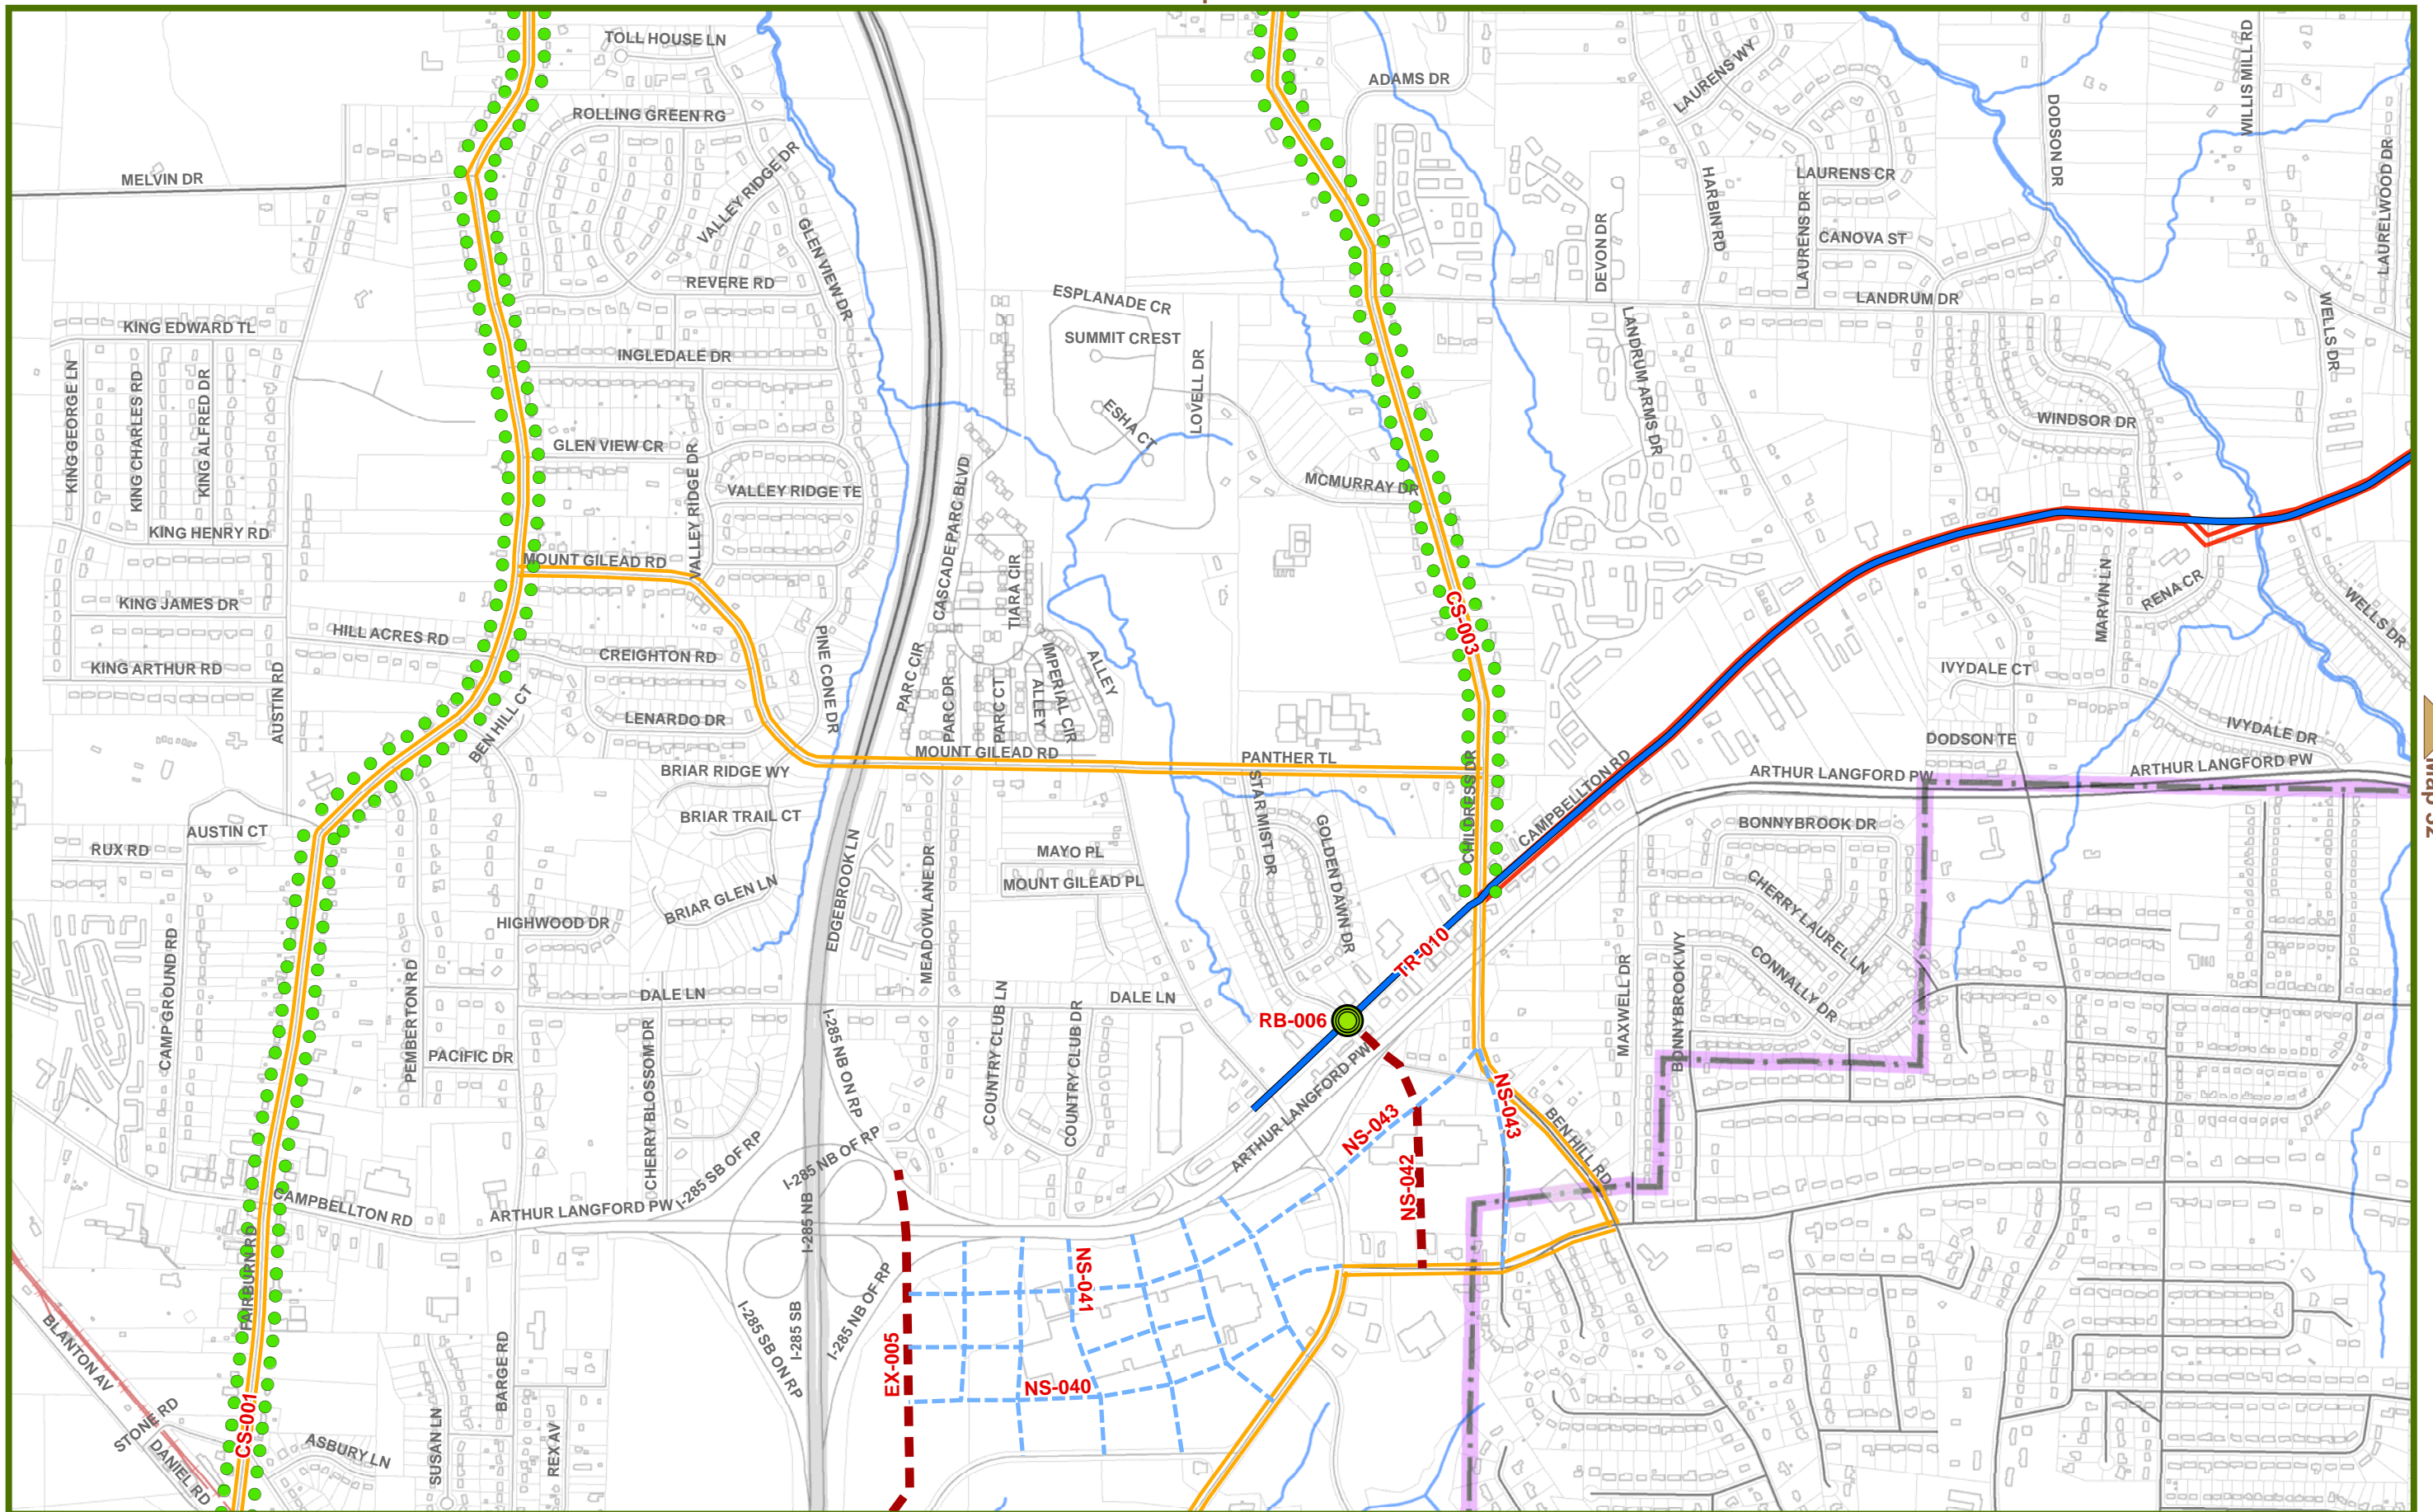 TOLL HOUSE LN
ADAMS DR
LAURENS WY
WILLIS MILL RD
ROLLING GREEN RG
DODSON DR
MELVIN DR
VALLEY RIDGE DR
HARBIN RD
LAURENS CR
LAURELWOOD DR
GLEN VIEW DR
DEVON DR
LAURENS DR
CANOVA ST
REVERE RD
ESPLANADE CR
LANDRUM DR
KING EDWARD TL
SUMMIT CREST
WELLS DR
INGLEDALE DR
LOVELL DR
LANDRUM ARMS DR
KING GEORGE LN
KING CHARLES RD
KING ALFRED DR
ESHA CT
WINDSOR DR
GLEN VIEW CR
VALLEY RIDGE DR
VALLEY RIDGE TE
CASCADE PARC BLVD
MCMURRAY DR
KING HENRY RD
MOUNT GILEAD RD
TIARA CIR
MARVIN LN
RENA CR
KING JAMES DR
CS-003
WELLS DR
HILL ACRES RD
CREIGHTON RD
PINE CONE DR
PARC CIR
IMPERIAL CIR
ALLEY
KING ARTHUR RD
AUSTIN RD
IVYDALE CT
BEN HILL CT
LENARDO DR
PARC DR
PARC CT
ALLEY
IVYDALE DR
MOUNT GILEAD RD
PANTHER TL
DODSON TE
BRIAR RIDGE WY
CAMPBELLTON RD
ARTHUR LANGFORD PW
ARTHUR LANGFORD PW
Map 32
STAR MIST DR
CHILDRESS DR
BRIAR TRAIL CT
AUSTIN CT
GOLDEN DAWN DR
BONNYBROOK DR
RUX RD
MAYO PL
EDGEBROOK LN
MOUNT GILEAD PL
BRIAR GLEN LN
MEADOWLANE DR
CHERRY LAUREL LN
HIGHWOOD DR
TR-010
CAMPGROUND RD
CONNALLY DR
DALE LN
DALE LN
PEMBERTON RD
COUNTRY CLUB LN
COUNTRY CLUB DR
MAXWELL DR
BONNYBROOK WY
RB-006
PACIFIC DR
I-285 NB ON RP
CHERRY BLOSSOM DR
ARTHUR LANGFORD PW
NS-043
NS-043
BEN HILL RD
I-285 SB OF RP
I-285 NB OF RP
NS-042
CAMPBELLTON RD
ARTHUR LANGFORD PW
I-285 NB
FAIRBURN RD
NS-041
I-285 SB ON RP
I-285 SB
I-285 NB OF RP
BLANTON AV
EX-005
BARGE RD
NS-040
CS-001
STONE RD
DANIEL RD
ASBURY LN
SUSAN LN
REX AV